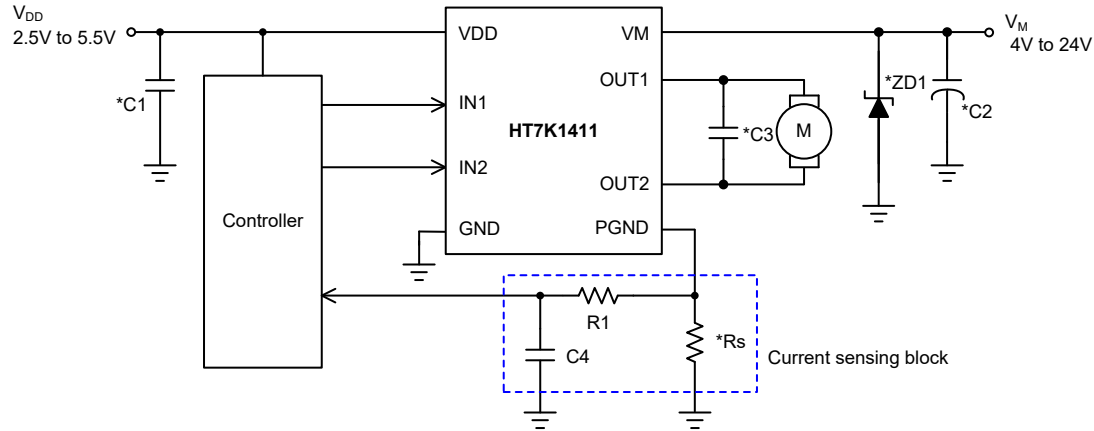 VDD
2.5V to 5.5V
VM
4V to 24V
VDD
VM
*C1
OUT1
*ZD1
IN1
*C2
HT7K1411
*C3
M
IN2
OUT2
Controller
GND
PGND
R1
*Rs
C4
Current sensing block